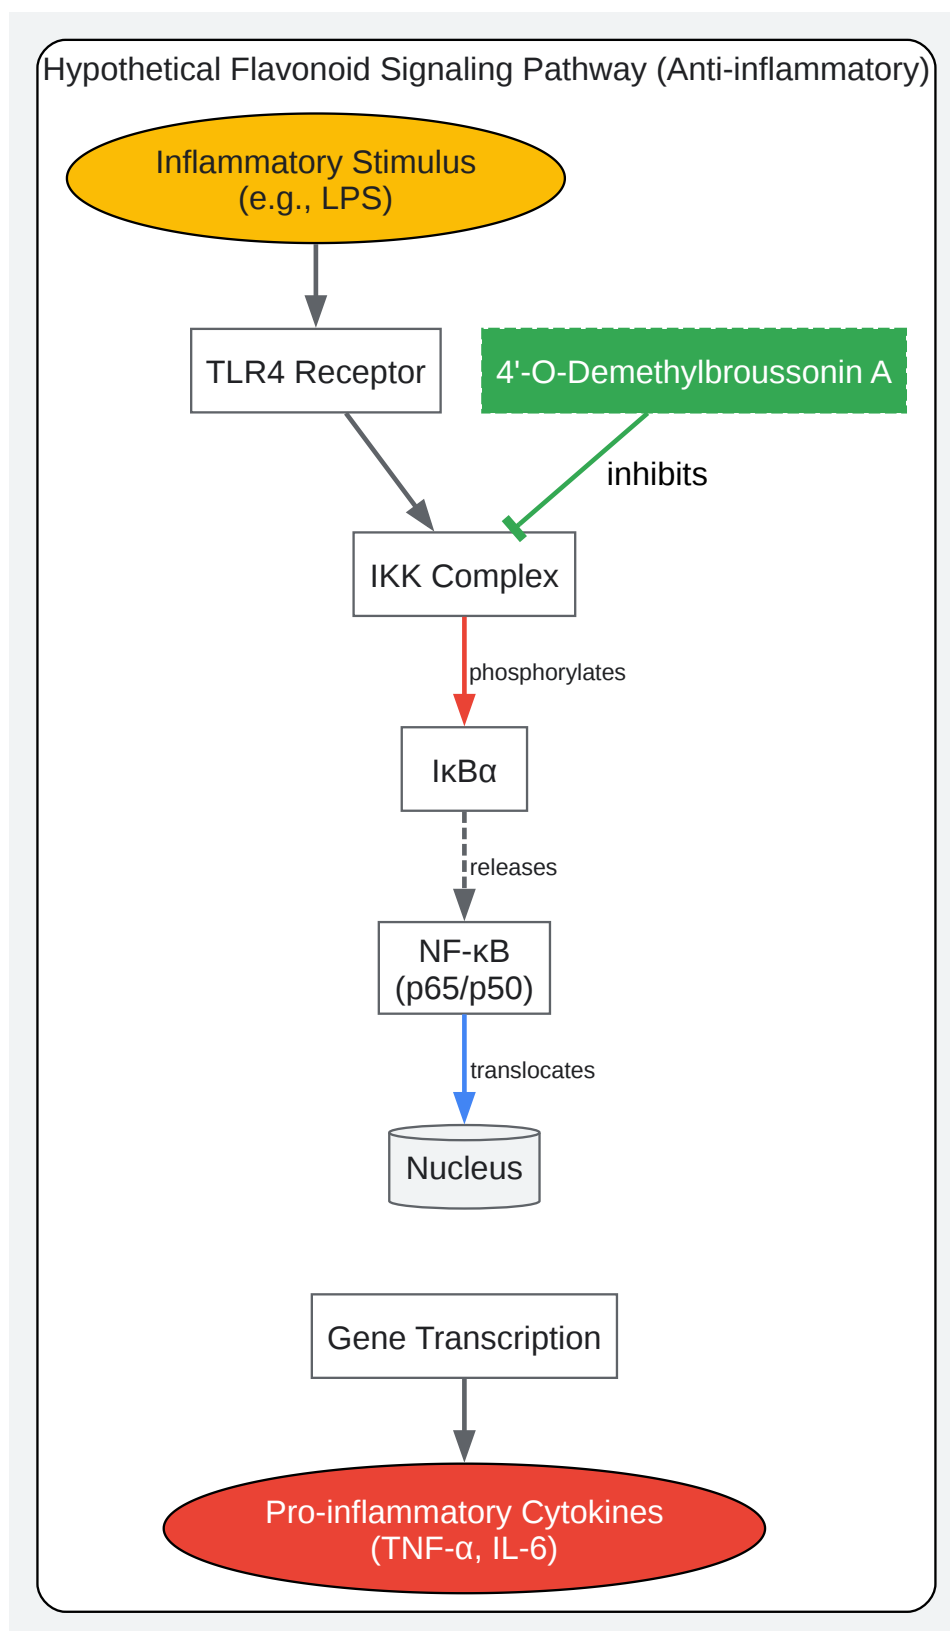 Hypothetical Flavonoid Signaling Pathway (Anti-inflammatory)
Inflammatory Stimulus
(e.g., LPS)
TLR4 Receptor
4'-O-Demethylbroussonin A
inhibits
IKK Complex
phosphorylates
IκBα
releases
NF-κB
(p65/p50)
translocates
Nucleus
Gene Transcription
Pro-inflammatory Cytokines
(TNF-α, IL-6)